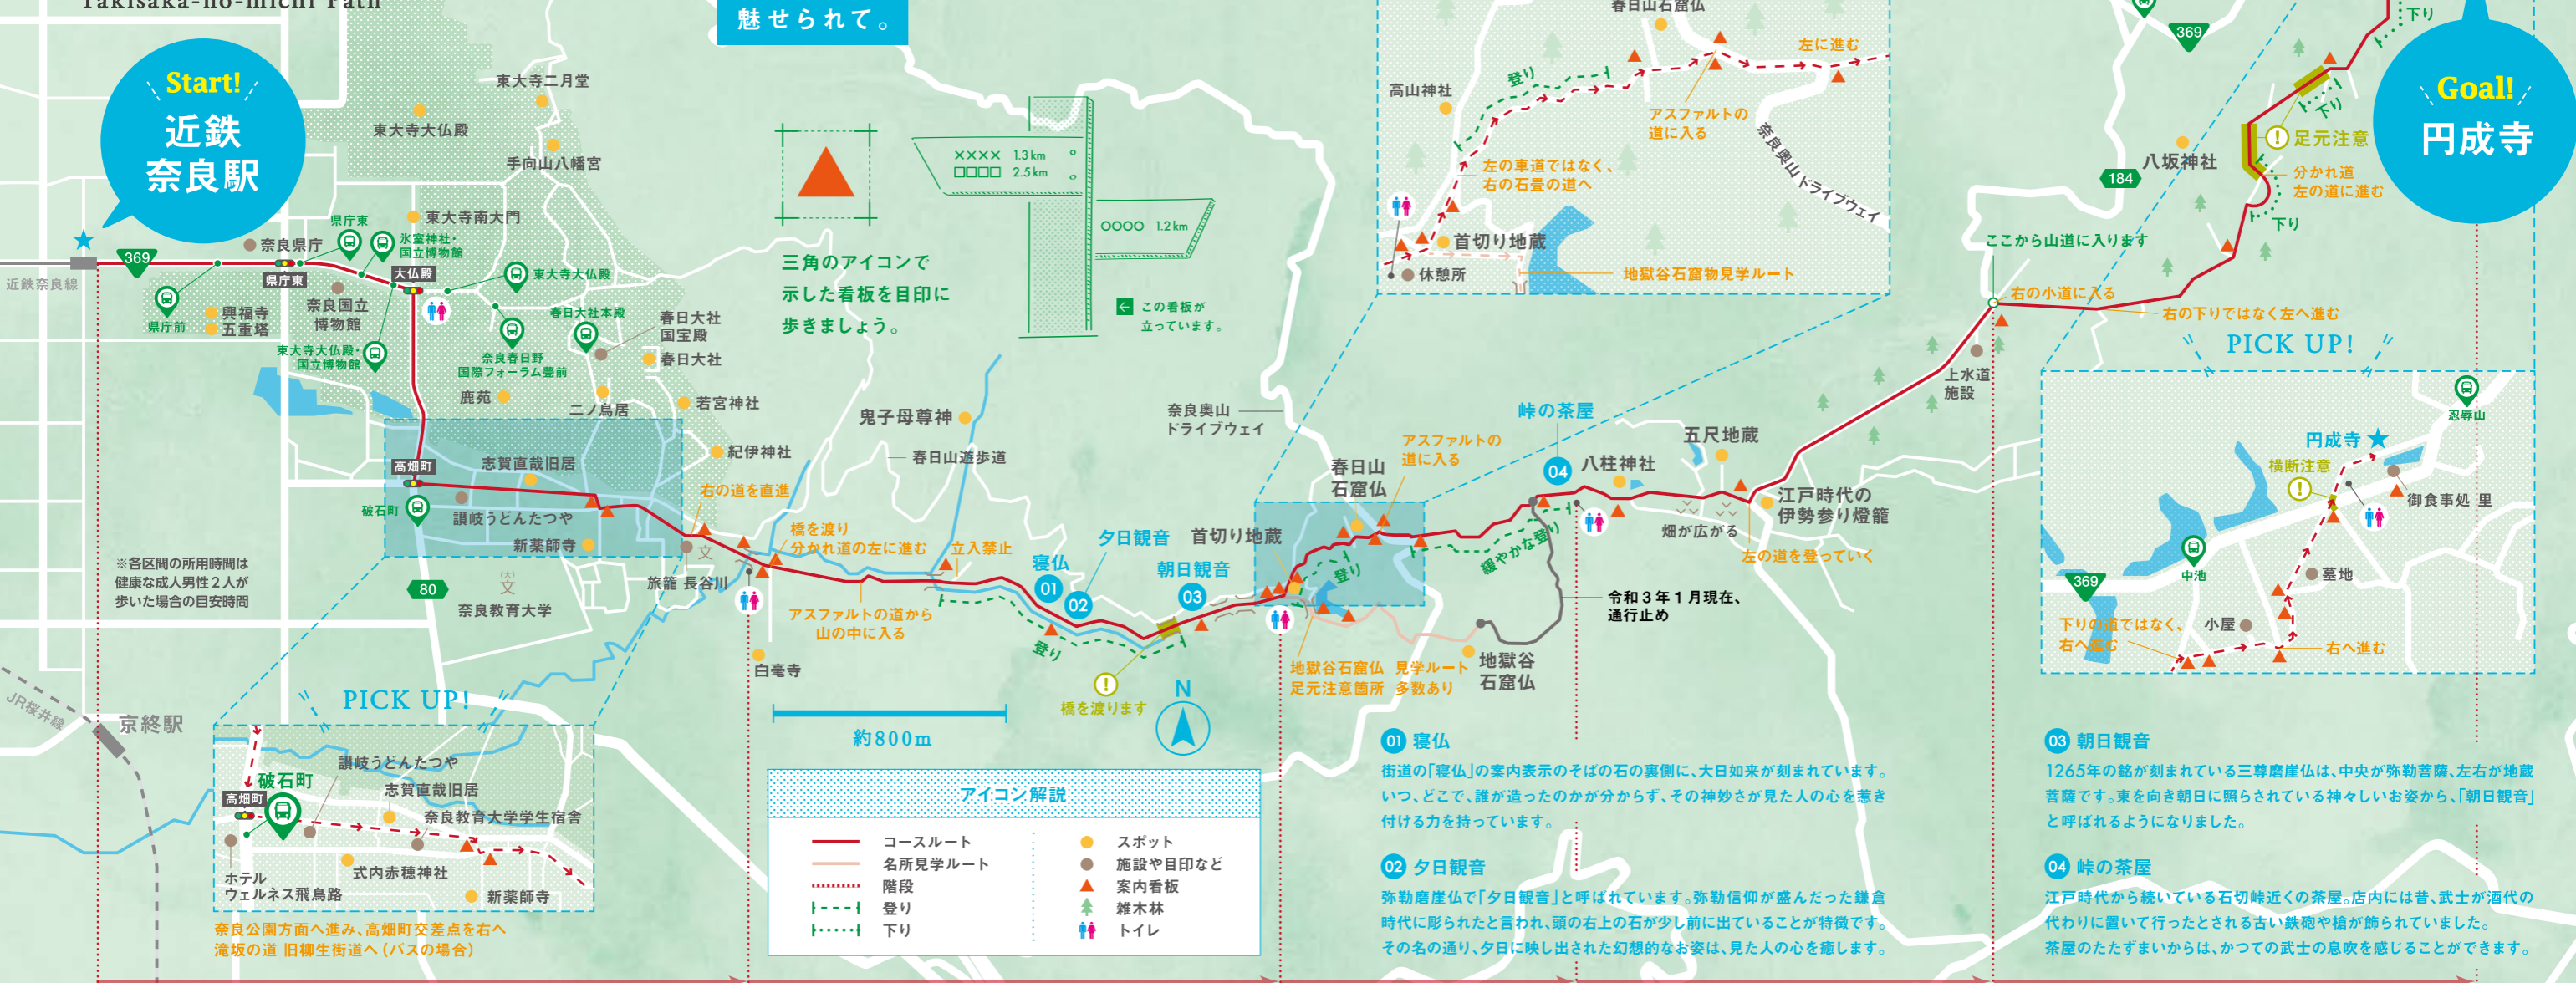 Takisaka-no-michi Path
魅せられて。
Start!
近鉄
奈良駅
Goal!
円成寺
東大寺二月堂
東大寺大仏殿
手向山八幡宮
東大寺南大門
県庁東
氷室神社・
国立博物館
奈良県庁
369
近鉄奈良線
県庁東
大仏殿
東大寺大仏殿
県庁前
興福寺
五重塔
奈良国立
博物館
東大寺大仏殿・
国立博物館
奈良春日野
国際フォーラム甍前
春日大社本殿
春日大社
国宝殿
春日大社
鹿苑
二ノ鳥居
若宮神社
紀伊神社
高畑町
志賀直哉旧居
破石町
讃岐うどんたつや
新薬師寺
右の道を直進
文
旅籠 長谷川
80
(大)
文
奈良教育大学
※各区間の所用時間は
健康な成人男性2人が
歩いた場合の目安時間
JR桜井線
京終駅
××××　1.3km
□□□□　2.5km
○○○○　1.2km
三角のアイコンで
示した看板を目印に
歩きましょう。
この看板が
立っています。
鬼子母尊神
春日山遊歩道
奈良奥山
ドライブウェイ
橋を渡り
分かれ道の左に進む
立入禁止
アスファルトの道から
山の中に入る
白毫寺
寝仏
01
夕日観音
02
朝日観音
03
登り
橋を渡ります
首切り地蔵
春日山
石窟仏
アスファルトの
道に入る
登り
緩やかな登り
峠の茶屋
04
八柱神社
五尺地蔵
畑が広がる
江戸時代の
伊勢参り燈籠
左の道を登っていく
令和3年1月現在、
通行止め
地獄谷石窟仏 見学ルート
足元注意箇所 多数あり
地獄谷
石窟仏
N
約800m
春日山石窟仏
高山神社
登り
左に進む
アスファルトの
道に入る
奈良奥山ドライブウェイ
左の車道ではなく、
右の石畳の道へ
首切り地蔵
休憩所
地獄谷石窟物見学ルート
369
下り
下り
足元注意
分かれ道
左の道に進む
下り
八坂神社
184
ここから山道に入ります
右の小道に入る
右の下りではなく左へ進む
上水道
施設
PICK UP!
忍辱山
円成寺
横断注意
御食事処 里
中池
369
墓地
下りの道ではなく、
右へ進む
小屋
右へ進む
PICK UP!
讃岐うどんたつや
破石町
志賀直哉旧居
高畑町
奈良教育大学学生宿舎
式内赤穂神社
ホテル
ウェルネス飛鳥路
新薬師寺
奈良公園方面へ進み、高畑町交差点を右へ
滝坂の道 旧柳生街道へ(バスの場合)
アイコン解説
コースルート
名所見学ルート
階段
登り
下り
スポット
施設や目印など
案内看板
雑木林
トイレ
01 寝仏
街道の「寝仏」の案内表示のそばの石の裏側に、大日如来が刻まれています。
いつ、どこで、誰が造ったのかが分からず、その神妙さが見た人の心を惹き
付ける力を持っています。
02 夕日観音
弥勒磨崖仏で「夕日観音」と呼ばれています。弥勒信仰が盛んだった鎌倉
時代に彫られたと言われ、頭の右上の石が少し前に出ていることが特徴です。
その名の通り、夕日に映し出された幻想的なお姿は、見た人の心を癒します。
03 朝日観音
1265年の銘が刻まれている三尊磨崖仏は、中央が弥勒菩薩、左右が地蔵
菩薩です。東を向き朝日に照らされている神々しいお姿から、「朝日観音」
と呼ばれるようになりました。
04 峠の茶屋
江戸時代から続いている石切峠近くの茶屋。店内には昔、武士が酒代の
代わりに置いて行ったとされる古い鉄砲や槍が飾られていました。
茶屋のたたずまいからは、かつての武士の息吹を感じることができます。